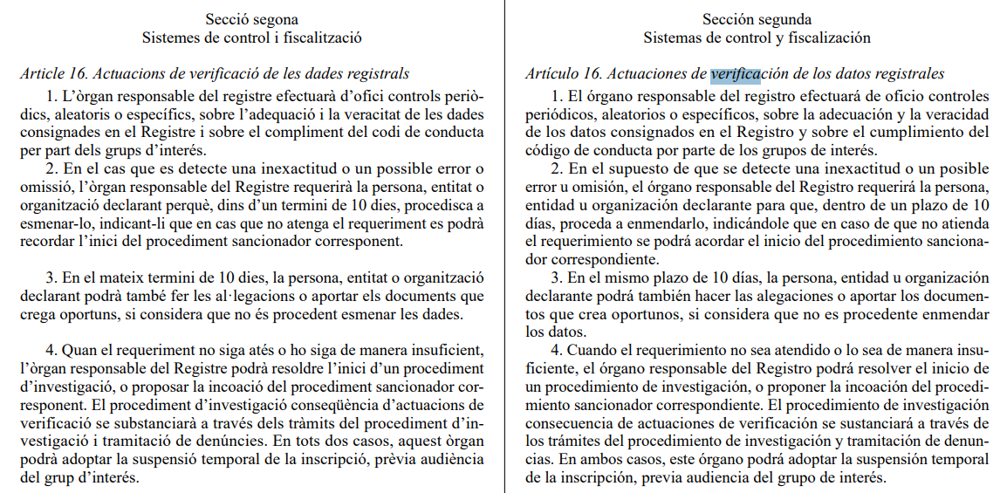 Secció segona
Sistemes de control i fiscalització
Article 16. Actuacions de verificació de les dades registrals
1. L’òrgan responsable del registre efectuarà d’ofici controls periò-
dics, aleatoris o específics, sobre l’adequació i la veracitat de les dades
consignades en el Registre i sobre el compliment del codi de conducta
per part dels grups d’interés.
2. En el cas que es detecte una inexactitud o un possible error o
omissió, l’òrgan responsable del Registre requerirà la persona, entitat o
organització declarant perquè, dins d’un termini de 10 dies, procedisca a
esmenar-lo, indicant-li que en cas que no atenga el requeriment es podrà
recordar l’inici del procediment sancionador corresponent.
3. En el mateix termini de 10 dies, la persona, entitat o organització
declarant podrà també fer les al·legacions o aportar els documents que
crega oportuns, si considera que no és procedent esmenar les dades.
4. Quan el requeriment no siga atés o ho siga de manera insuficient,
l’òrgan responsable del Registre podrà resoldre l’inici d’un procediment
d’investigació, o proposar la incoació del procediment sancionador cor-
responent. El procediment d’investigació conseqüència d’actuacions de
verificació se substanciarà a través dels tràmits del procediment d’in-
vestigació i tramitació de denúncies. En tots dos casos, aquest òrgan
podrà adoptar la suspensió temporal de la inscripció, prèvia audiència
del grup d’interés.
Sección segunda
Sistemas de control y fiscalización
Artículo 16. Actuaciones de verificación de los datos registrales
1. El órgano responsable del registro efectuará de oficio controles
periódicos, aleatorios o específicos, sobre la adecuación y la veracidad
de los datos consignados en el Registro y sobre el cumplimiento del
código de conducta por parte de los grupos de interés.
2. En el supuesto de que se detecte una inexactitud o un posible
error u omisión, el órgano responsable del Registro requerirá la persona,
entidad u organización declarante para que, dentro de un plazo de 10
días, proceda a enmendarlo, indicándole que en caso de que no atienda
el requerimiento se podrá acordar el inicio del procedimiento sanciona-
dor correspondiente.
3. En el mismo plazo de 10 días, la persona, entidad u organización
declarante podrá también hacer las alegaciones o aportar los documen-
tos que crea oportunos, si considera que no es procedente enmendar
los datos.
4. Cuando el requerimiento no sea atendido o lo sea de manera insu-
ficiente, el órgano responsable del Registro podrá resolver el inicio de
un procedimiento de investigación, o proponer la incoación del procedi-
miento sancionador correspondiente. El procedimiento de investigación
consecuencia de actuaciones de verificación se sustanciará a través de
los trámites del procedimiento de investigación y tramitación de denun-
cias. En ambos casos, este órgano podrá adoptar la suspensión temporal
de la inscripción, previa audiencia del grupo de interés.